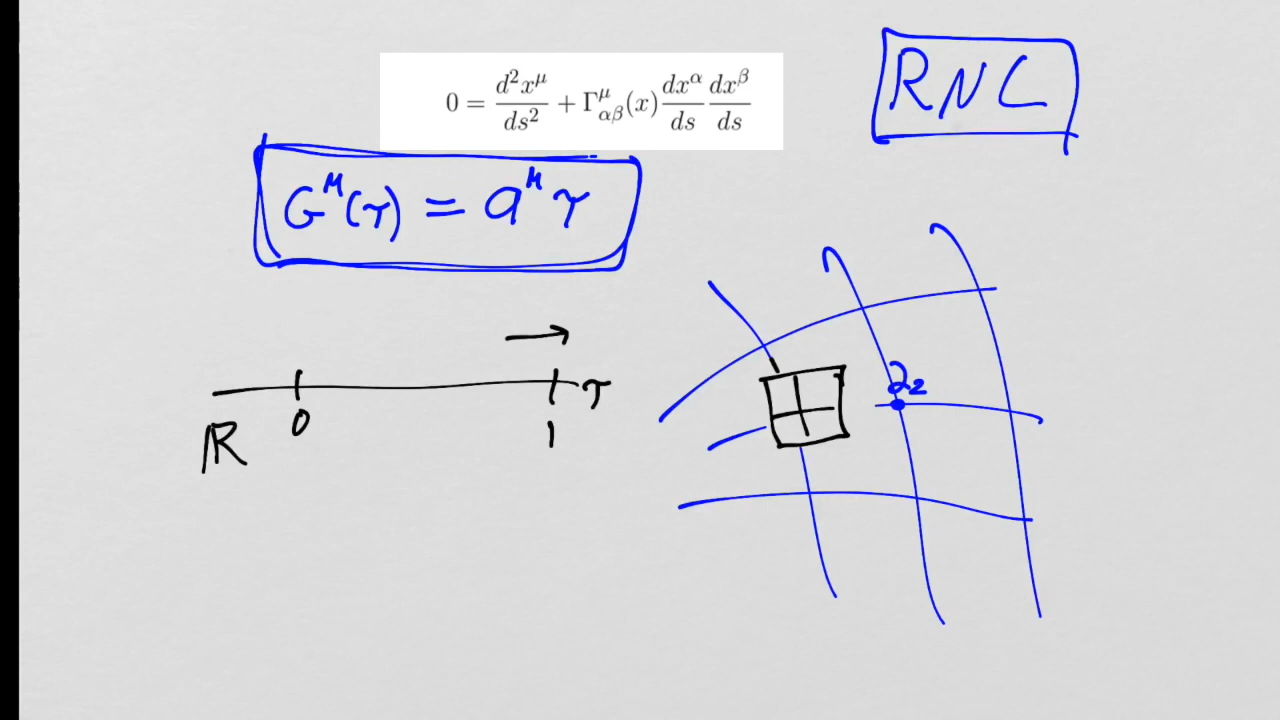 RNC
0 = \frac{d^2x^\mu}{ds^2} + \Gamma^\mu_{\alpha\beta}(x)\frac{dx^\alpha}{ds}\frac{dx^\beta}{ds}
G^μ(τ) = a^μ τ
τ
0
1
ℝ